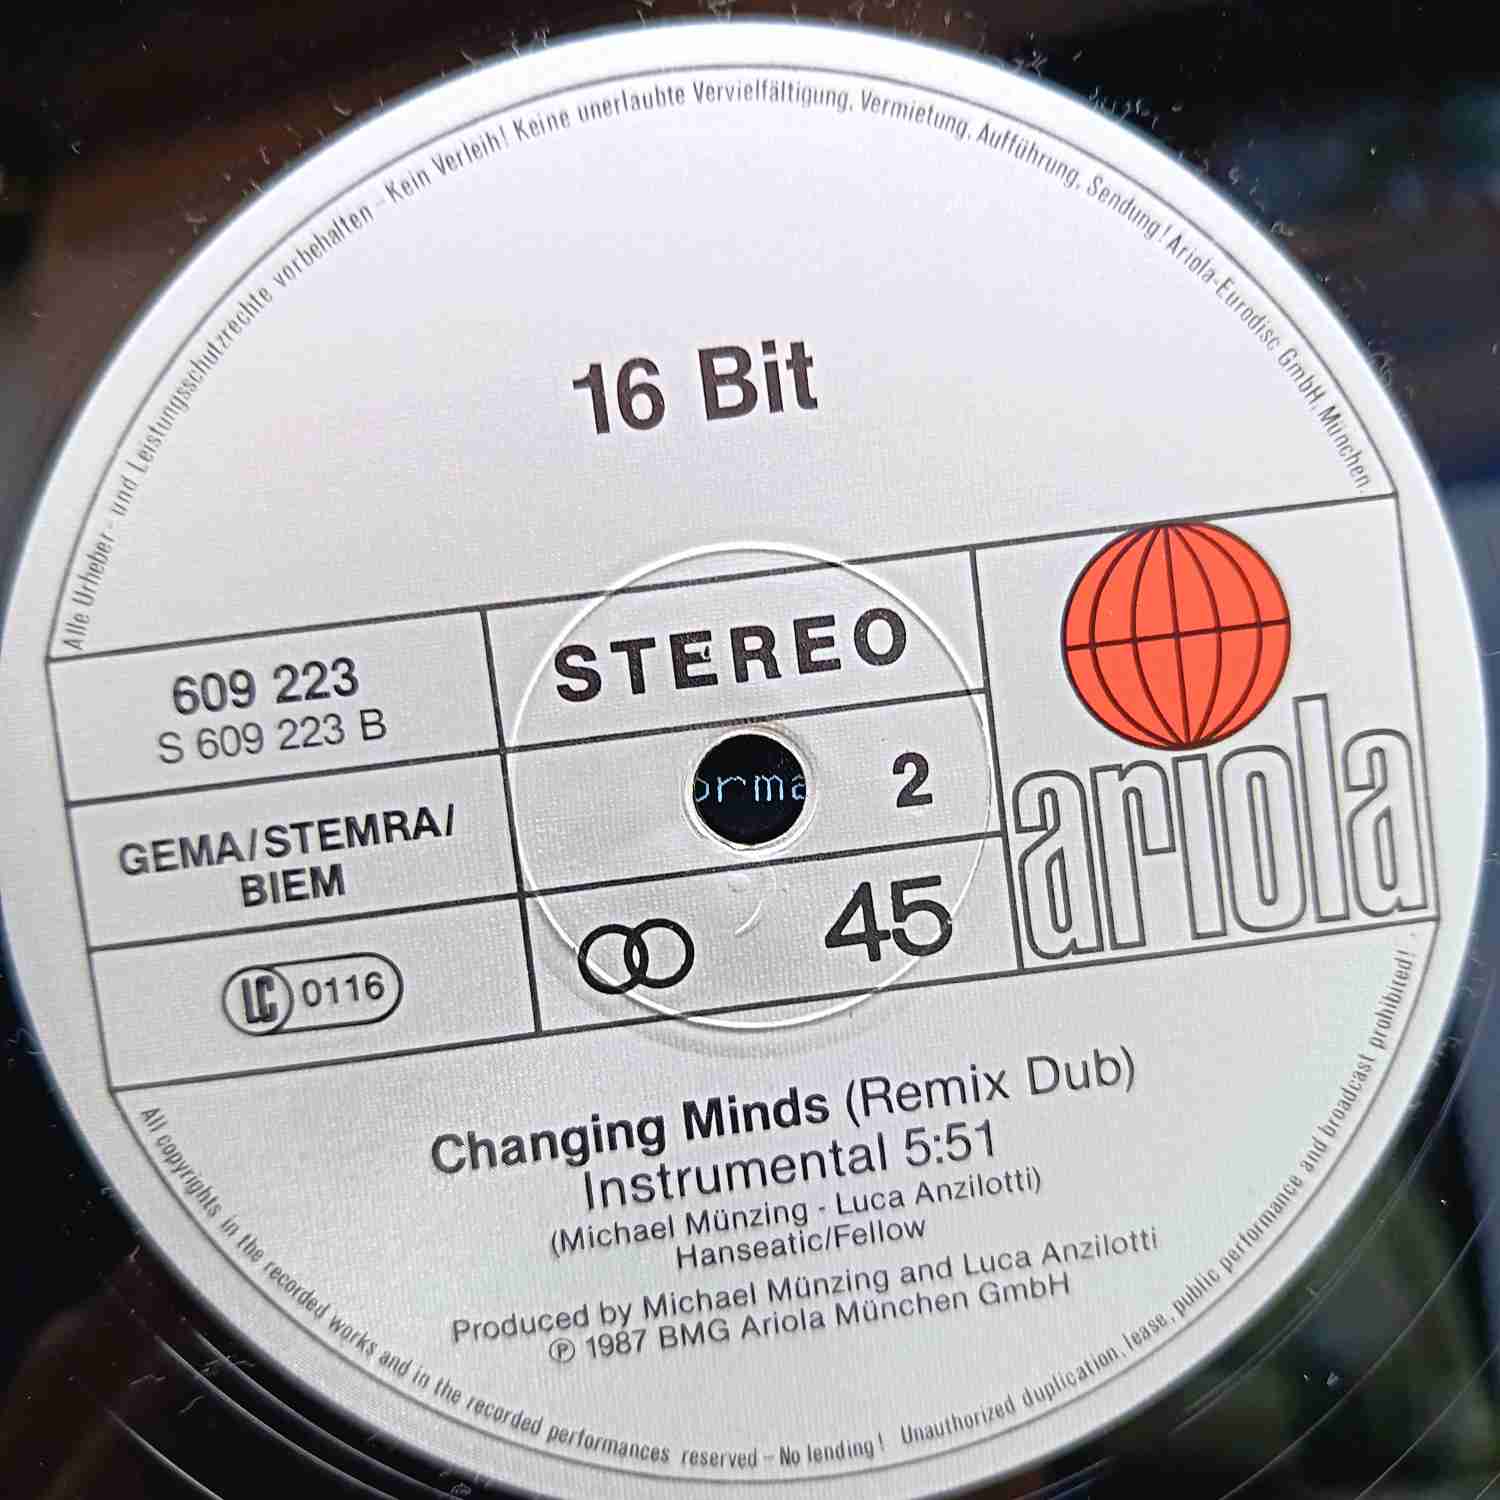 Alle Urheber- und Leistungsschutzrechte vorbehalten - Kein Verleih! Keine unerlaubte Vervielfältigung, Vermietung, Aufführung, Sendung! Ariola-Eurodisc GmbH, München.
16 Bit
609 223
S 609 223 B
STEREO
GEMA/STEMRA/
BIEM
2
LC 0116
45
ariola
Changing Minds (Remix Dub)
Instrumental 5:51
(Michael Münzing - Luca Anzilotti)
Hanseatic/Fellow
Produced by Michael Münzing and Luca Anzilotti
℗ 1987 BMG Ariola München GmbH
All copyrights in the recorded works and in the recorded performances reserved - No lending! Unauthorized duplication, lease, public performance and broadcast prohibited!